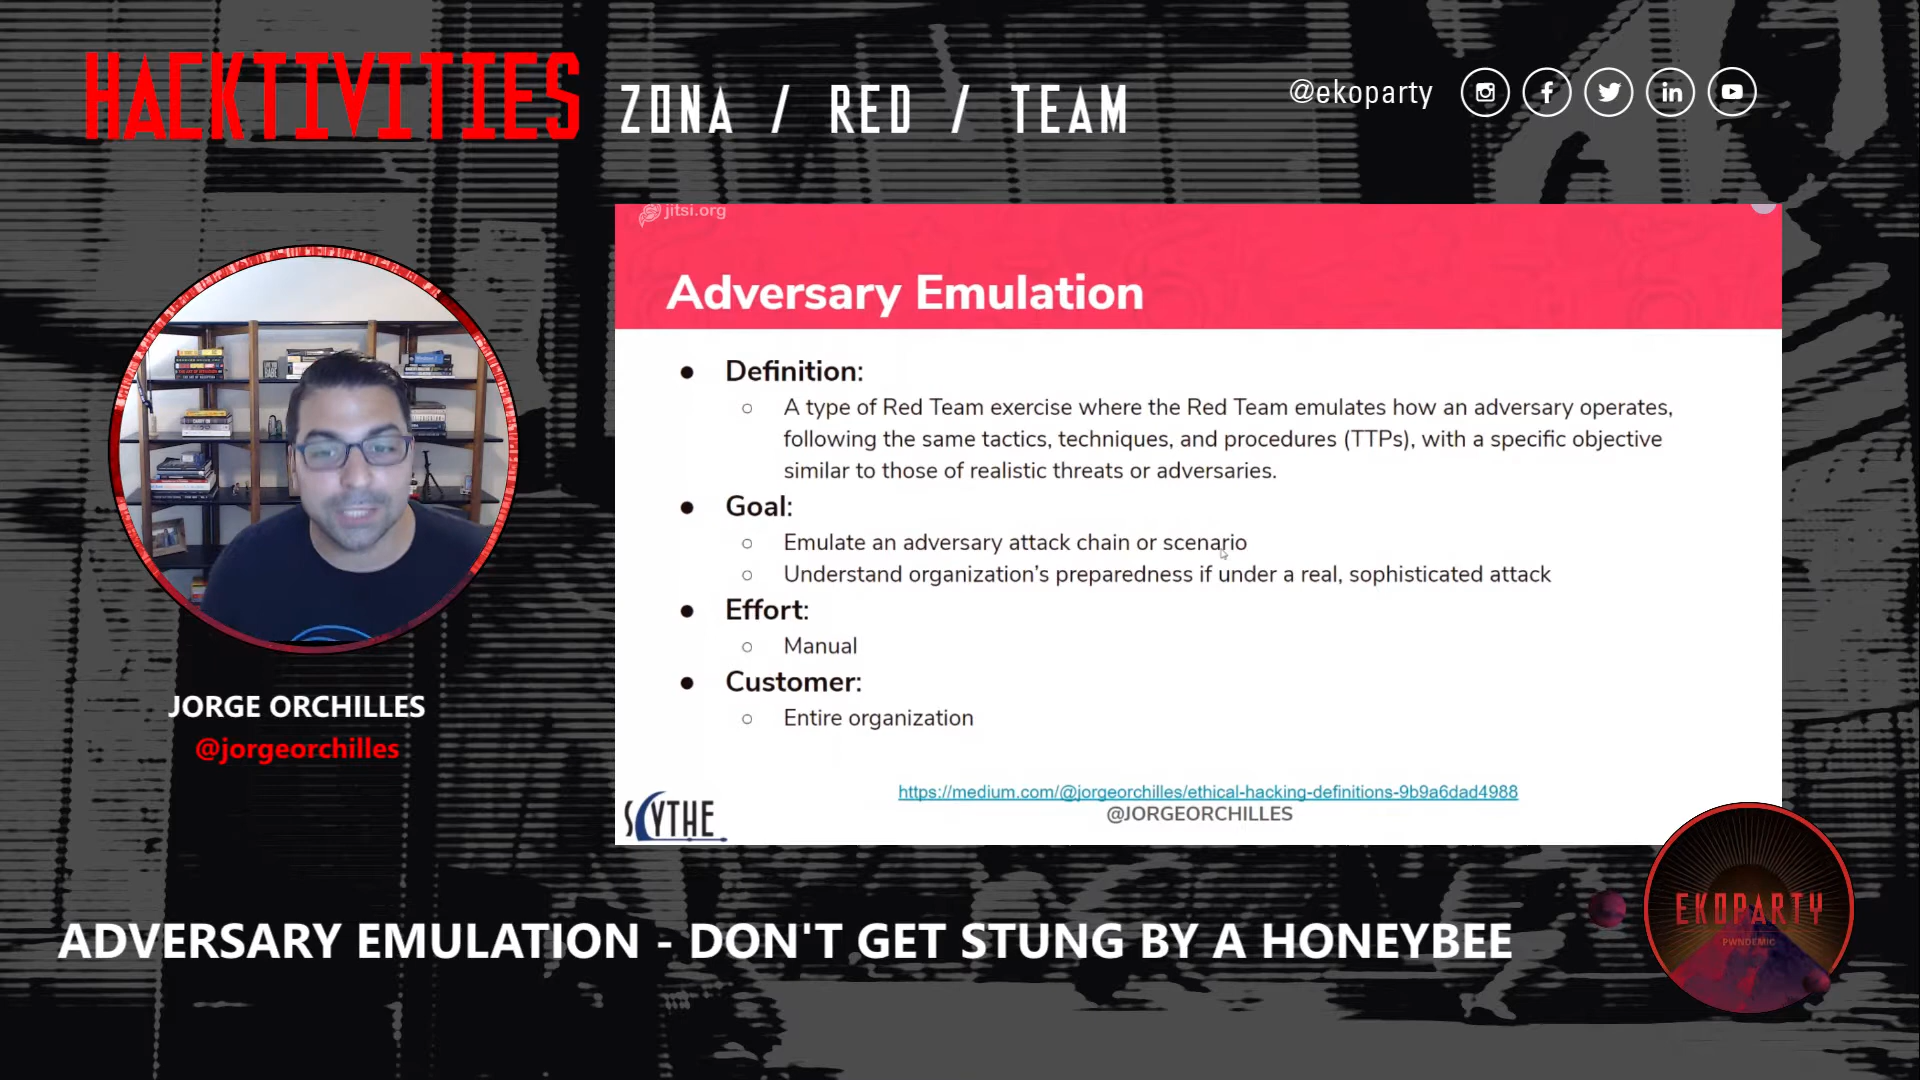 HACKTIVITIES
ZONA / RED / TEAM
@ekoparty
jitsi.org
Adversary Emulation
● Definition:
○ A type of Red Team exercise where the Red Team emulates how an adversary operates,
following the same tactics, techniques, and procedures (TTPs), with a specific objective
similar to those of realistic threats or adversaries.
● Goal:
○ Emulate an adversary attack chain or scenario
○ Understand organization's preparedness if under a real, sophisticated attack
● Effort:
○ Manual
● Customer:
○ Entire organization
https://medium.com/@jorgeorchilles/ethical-hacking-definitions-9b9a6dad4988
@JORGEORCHILLES
SCYTHE
JORGE ORCHILLES
@jorgeorchilles
ADVERSARY EMULATION - DON'T GET STUNG BY A HONEYBEE
EKOPARTY
PWNDEMIC